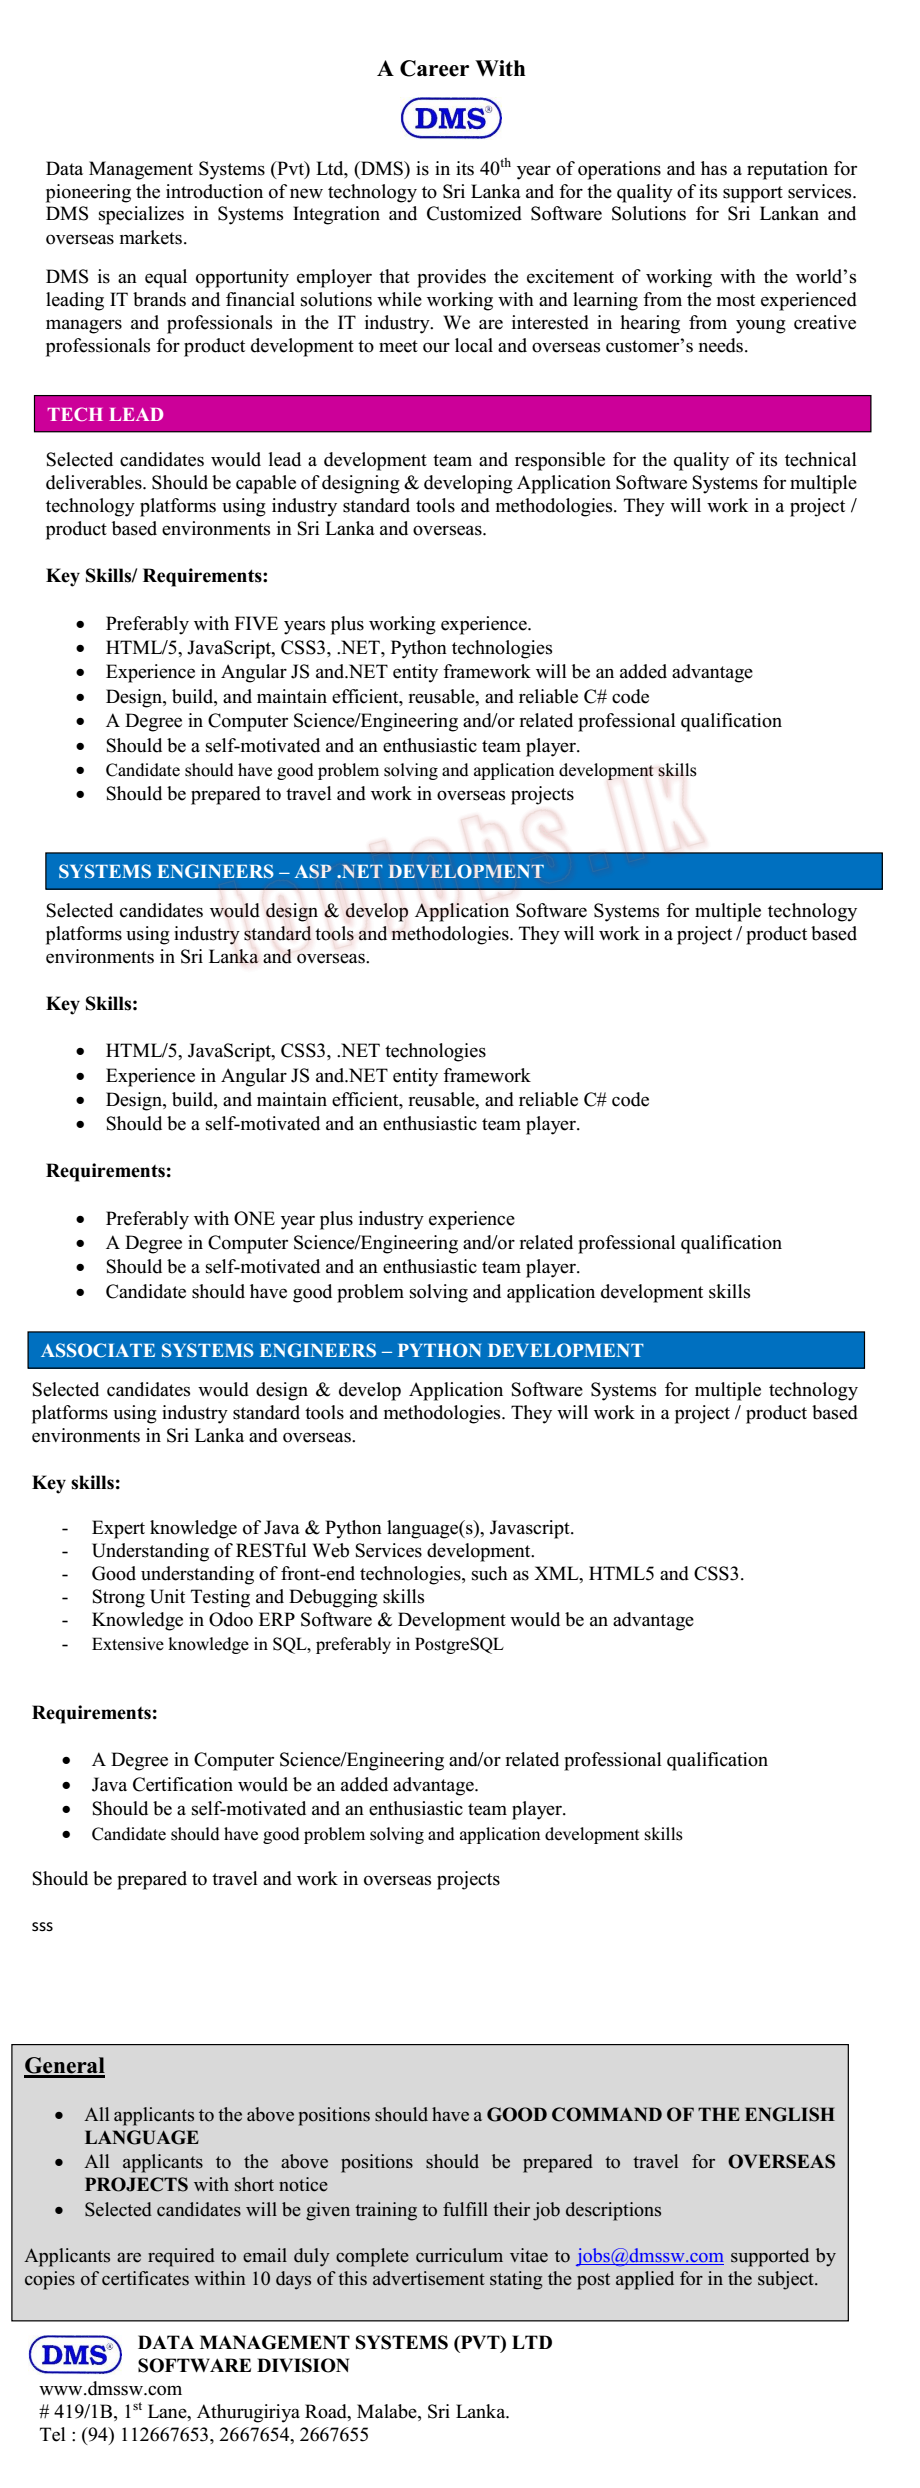 A Career With
DMS®
Data Management Systems (Pvt) Ltd, (DMS) is in its 40th year of operations and has a reputation for
pioneering the introduction of new technology to Sri Lanka and for the quality of its support services.
DMS specializes in Systems Integration and Customized Software Solutions for Sri Lankan and
overseas markets.
DMS is an equal opportunity employer that provides the excitement of working with the world’s
leading IT brands and financial solutions while working with and learning from the most experienced
managers and professionals in the IT industry. We are interested in hearing from young creative
professionals for product development to meet our local and overseas customer’s needs.
TECH LEAD
Selected candidates would lead a development team and responsible for the quality of its technical
deliverables. Should be capable of designing & developing Application Software Systems for multiple
technology platforms using industry standard tools and methodologies. They will work in a project /
product based environments in Sri Lanka and overseas.
Key Skills/ Requirements:
• Preferably with FIVE years plus working experience.
• HTML/5, JavaScript, CSS3, .NET, Python technologies
• Experience in Angular JS and.NET entity framework will be an added advantage
• Design, build, and maintain efficient, reusable, and reliable C# code
• A Degree in Computer Science/Engineering and/or related professional qualification
• Should be a self-motivated and an enthusiastic team player.
• Candidate should have good problem solving and application development skills
• Should be prepared to travel and work in overseas projects
topjobs.lk
SYSTEMS ENGINEERS – ASP .NET DEVELOPMENT
Selected candidates would design & develop Application Software Systems for multiple technology
platforms using industry standard tools and methodologies. They will work in a project / product based
environments in Sri Lanka and overseas.
Key Skills:
• HTML/5, JavaScript, CSS3, .NET technologies
• Experience in Angular JS and.NET entity framework
• Design, build, and maintain efficient, reusable, and reliable C# code
• Should be a self-motivated and an enthusiastic team player.
Requirements:
• Preferably with ONE year plus industry experience
• A Degree in Computer Science/Engineering and/or related professional qualification
• Should be a self-motivated and an enthusiastic team player.
• Candidate should have good problem solving and application development skills
ASSOCIATE SYSTEMS ENGINEERS – PYTHON DEVELOPMENT
Selected candidates would design & develop Application Software Systems for multiple technology
platforms using industry standard tools and methodologies. They will work in a project / product based
environments in Sri Lanka and overseas.
Key skills:
- Expert knowledge of Java & Python language(s), Javascript.
- Understanding of RESTful Web Services development.
- Good understanding of front-end technologies, such as XML, HTML5 and CSS3.
- Strong Unit Testing and Debugging skills
- Knowledge in Odoo ERP Software & Development would be an advantage
- Extensive knowledge in SQL, preferably in PostgreSQL
Requirements:
• A Degree in Computer Science/Engineering and/or related professional qualification
• Java Certification would be an added advantage.
• Should be a self-motivated and an enthusiastic team player.
• Candidate should have good problem solving and application development skills
Should be prepared to travel and work in overseas projects
sss
General
• All applicants to the above positions should have a GOOD COMMAND OF THE ENGLISH
LANGUAGE
• All applicants to the above positions should be prepared to travel for OVERSEAS
PROJECTS with short notice
• Selected candidates will be given training to fulfill their job descriptions
Applicants are required to email duly complete curriculum vitae to jobs@dmssw.com supported by
copies of certificates within 10 days of this advertisement stating the post applied for in the subject.
DMS® DATA MANAGEMENT SYSTEMS (PVT) LTD
SOFTWARE DIVISION
www.dmssw.com
# 419/1B, 1st Lane, Athurugiriya Road, Malabe, Sri Lanka.
Tel : (94) 112667653, 2667654, 2667655